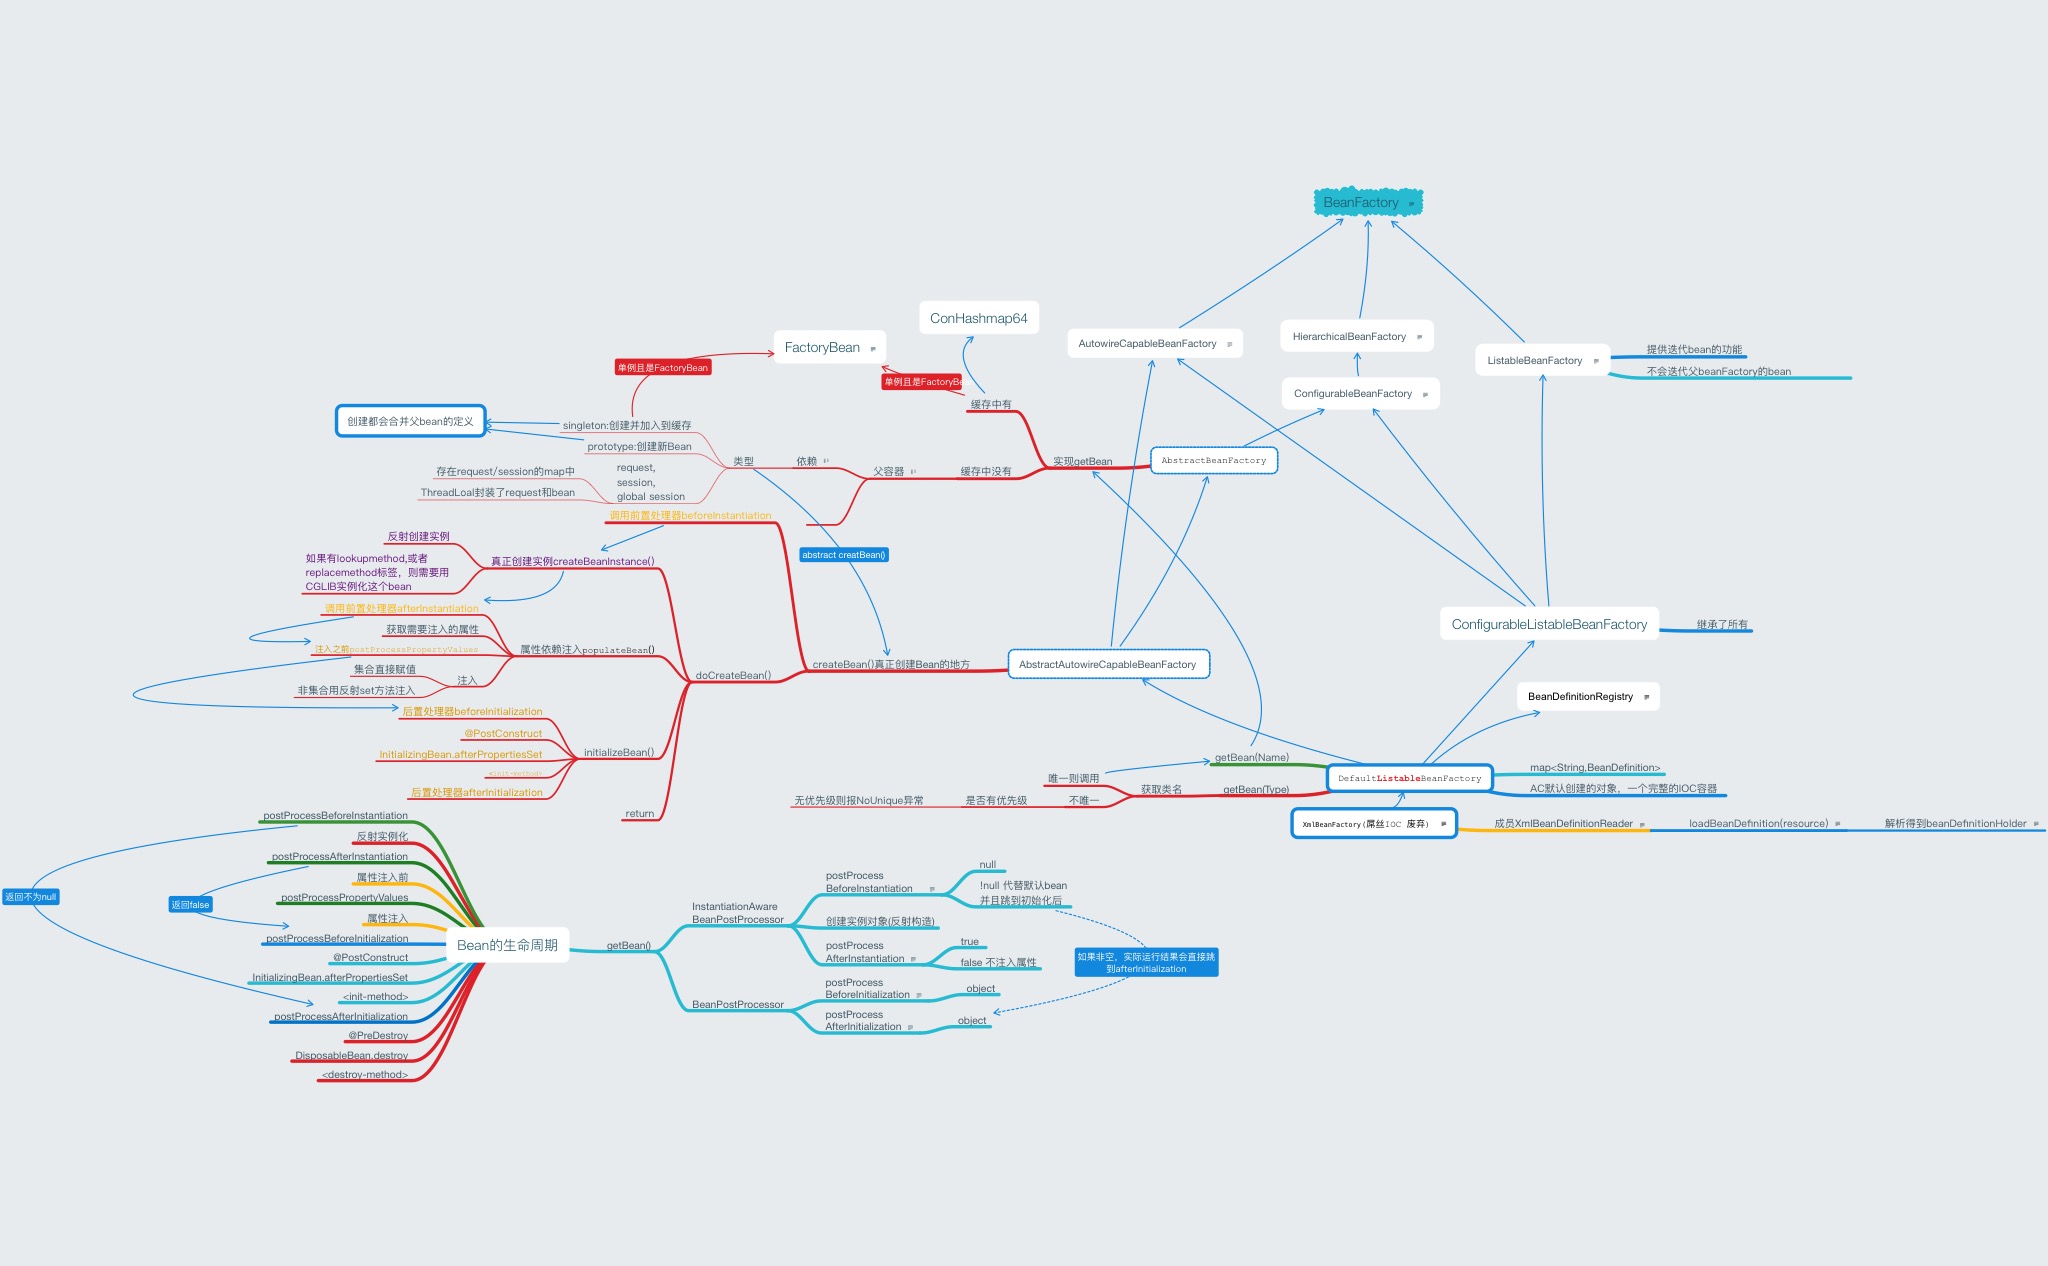 BeanFactory
AutowireCapableBeanFactory
HierarchicalBeanFactory
ConfigurableBeanFactory
ListableBeanFactory
提供迭代bean的功能
不会迭代父beanFactory的bean
ConHashmap64
FactoryBean
单例且是FactoryBean
单例且是FactoryBean
缓存中有
创建都会合并父bean的定义
singleton:创建并加入到缓存
prototype:创建新Bean
存在request/session的map中
ThreadLoal封装了request和bean
request,
session,
global session
类型
依赖
父容器
缓存中没有
实现getBean
AbstractBeanFactory
调用前置处理器beforeInstantiation
反射创建实例
如果有lookupmethod,或者
replacemethod标签，则需要用
CGLIB实例化这个bean
真正创建实例createBeanInstance()
abstract creatBean()
调用前置处理器afterInstantiation
获取需要注入的属性
注入之前postProcessPropertyValues
集合直接赋值
非集合用反射set方法注入
注入
属性依赖注入populateBean()
doCreateBean()
createBean()真正创建Bean的地方
AbstractAutowireCapableBeanFactory
ConfigurableListableBeanFactory
继承了所有
BeanDefinitionRegistry
后置处理器beforeInitialization
@PostConstruct
InitializingBean.afterPropertiesSet
<init-method>
后置处理器afterInitialization
initializeBean()
return
getBean(Name)
唯一则调用
无优先级则报NoUnique异常
是否有优先级
不唯一
获取类名
getBean(Type)
DefaultListableBeanFactory
map<String,BeanDefinition>
AC默认创建的对象，一个完整的IOC容器
XmlBeanFactory(屌丝IOC 废弃)
成员XmlBeanDefinitionReader
loadBeanDefinition(resource)
解析得到beanDefinitionHolder
postProcessBeforeInstantiation
反射实例化
postProcessAfterInstantiation
属性注入前
postProcessPropertyValues
属性注入
postProcessBeforeInitialization
@PostConstruct
InitializingBean.afterPropertiesSet
<init-method>
postProcessAfterInitialization
@PreDestroy
DisposableBean.destroy
<destroy-method>
返回不为null
返回false
Bean的生命周期
getBean()
InstantiationAware
BeanPostProcessor
postProcess
BeforeInstantiation
null
!null 代替默认bean
并且跳到初始化后
创建实例对象(反射构造)
postProcess
AfterInstantiation
true
false 不注入属性
BeanPostProcessor
postProcess
BeforeInitialization
object
postProcess
AfterInitialization
object
如果非空，实际运行结果会直接跳
到afterInitialization